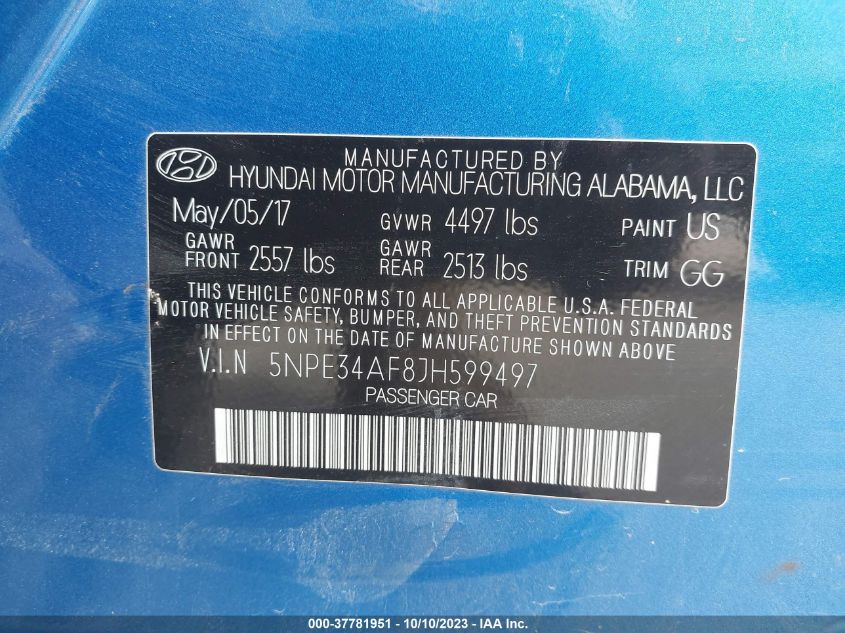 MANUFACTURED BY
HYUNDAI MOTOR MANUFACTURING ALABAMA, LLC
May/05/17 GVWR 4497 lbs PAINT US
GAWR FRONT 2557 lbs GAWR REAR 2513 lbs TRIM GG
THIS VEHICLE CONFORMS TO ALL APPLICABLE U.S.A. FEDERAL
MOTOR VEHICLE SAFETY, BUMPER, AND THEFT PREVENTION STANDARDS
IN EFFECT ON THE DATE OF MANUFACTURE SHOWN ABOVE.
V.I.N 5NPE34AF8JH599497
PASSENGER CAR
000-37781951 - 10/10/2023 - IAA Inc.